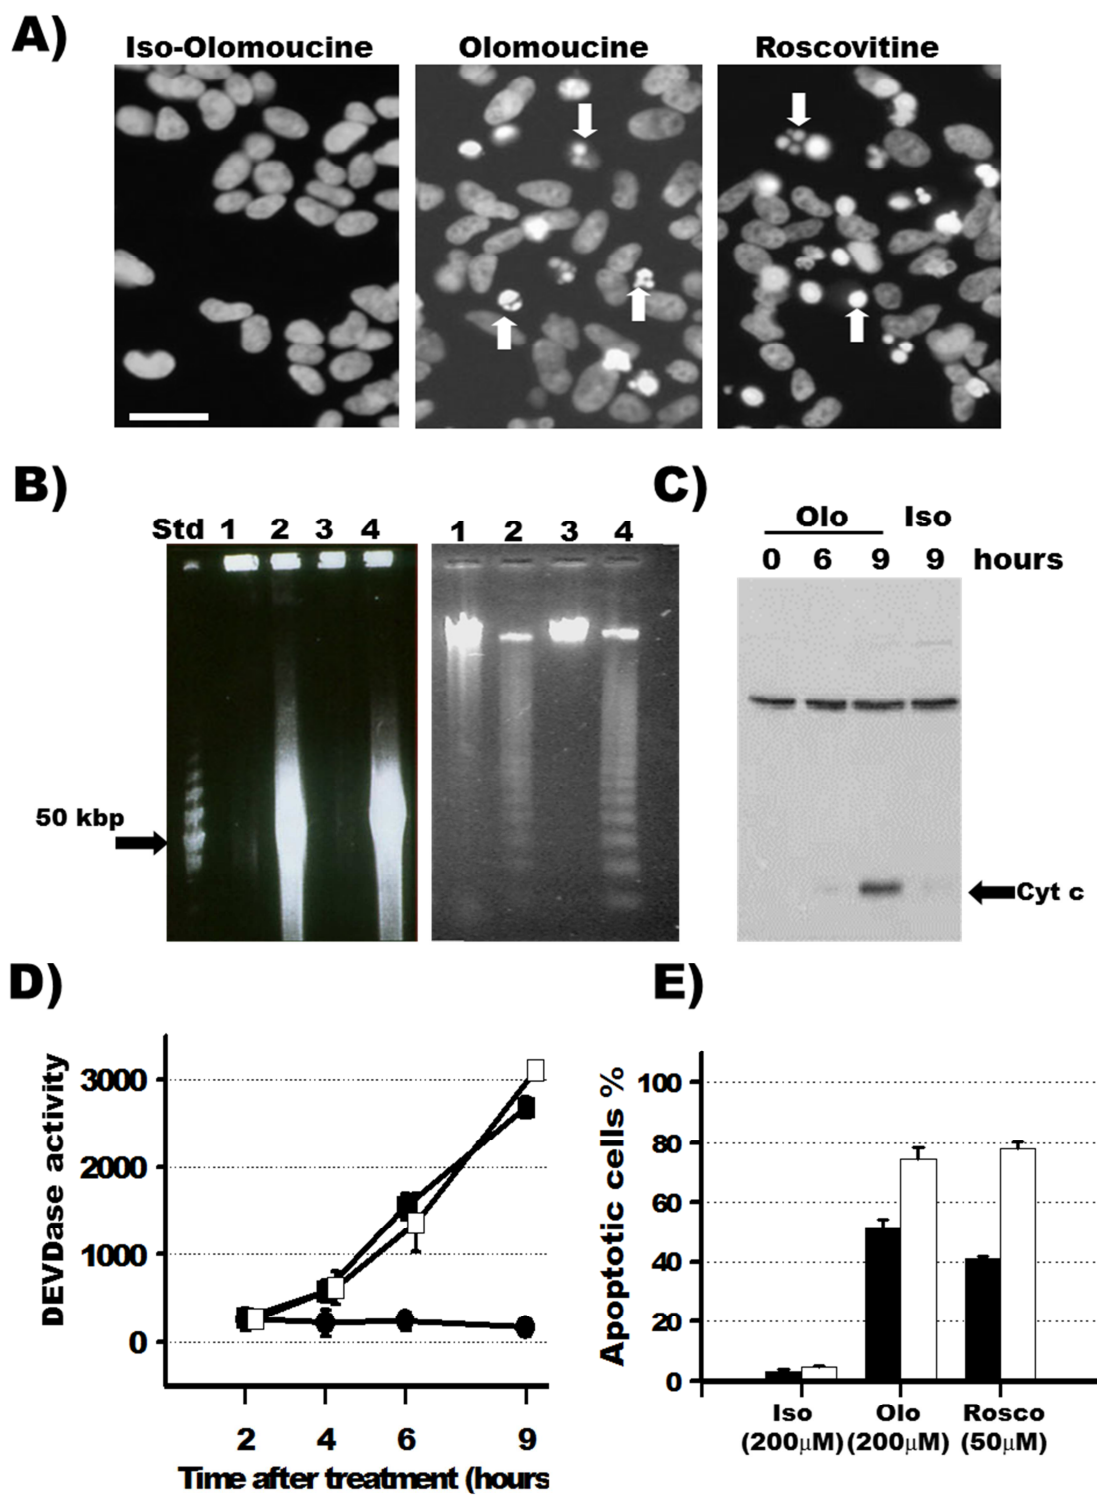 A)
Iso-Olomoucine Olomoucine Roscovitine
B)
Std 1 2 3 4 1 2 3 4
50 kbp
C)
Olo Iso
0 6 9 9 hours
Cyt c
D)
DEVDase activity
3000
2000
1000
0
2 4 6 9
Time after treatment (hours
E)
Apoptotic cells %
100
80
60
40
20
0
Iso Olo Rosco
(200μM) (200μM) (50μM)